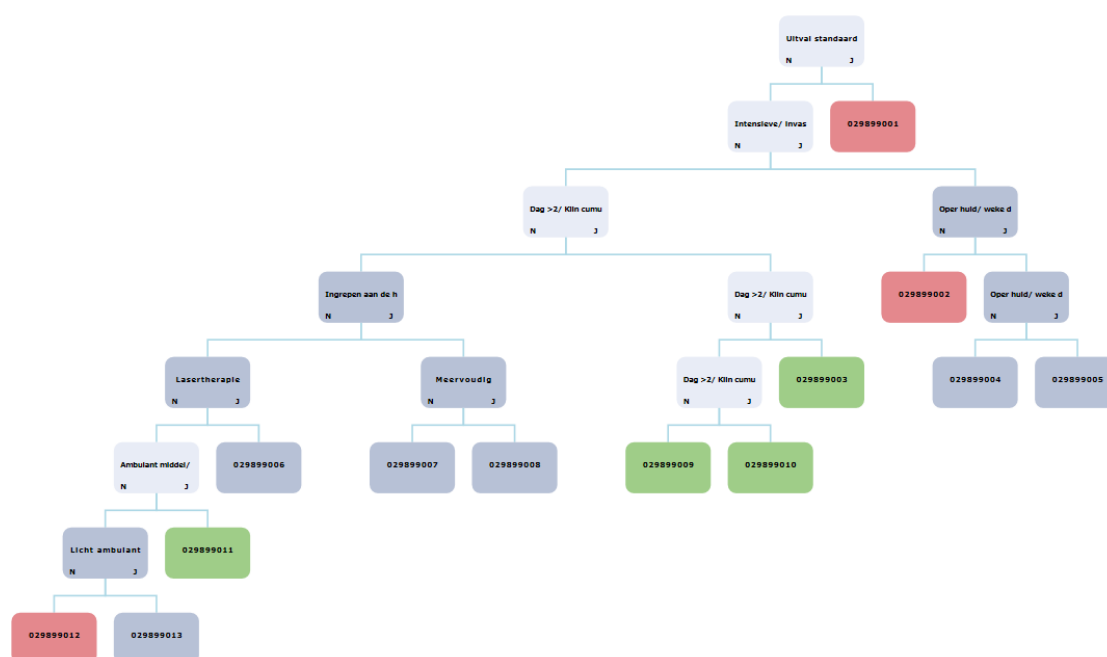 Uitval standaard
N J
Intensieve/ invas
N J
029899001
Dag >2/ Klin cumu
N J
Oper huid/ weke d
N J
Ingrepen aan de h
N J
Dag >2/ Klin cumu
N J
029899002
Oper huid/ weke d
N J
Lasertherapie
N J
Meervoudig
N J
Dag >2/ Klin cumu
N J
029899003
029899004
029899005
Ambulant middel/
N J
029899006
029899007
029899008
029899009
029899010
Licht ambulant
N J
029899011
029899012
029899013